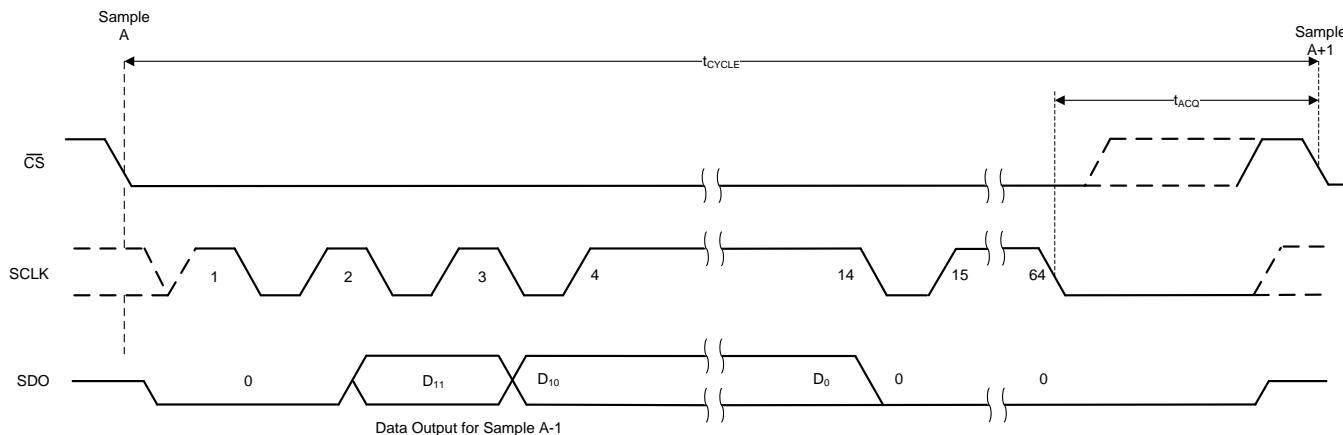 Sample
A
Sample
A+1
tCYCLE
tACQ
CS
SCLK
1
2
3
4
14
15
64
SDO
0
D11
D10
D0
0
0
Data Output for Sample A-1